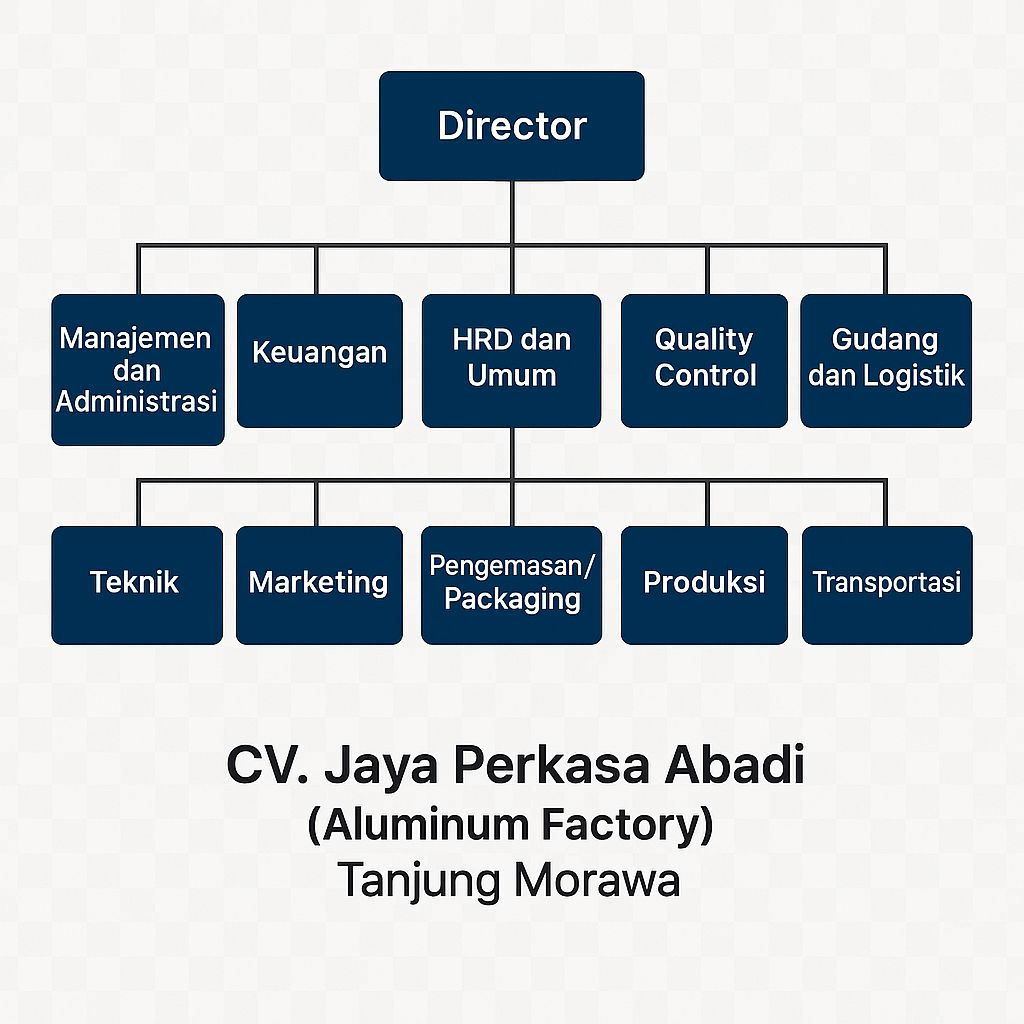 Director
Manajemen
dan
Administrasi
Keuangan
HRD dan
Umum
Quality
Control
Gudang
dan Logistik
Teknik
Marketing
Pengemasan/
Packaging
Produksi
Transportasi
CV. Jaya Perkasa Abadi
(Aluminum Factory)
Tanjung Morawa